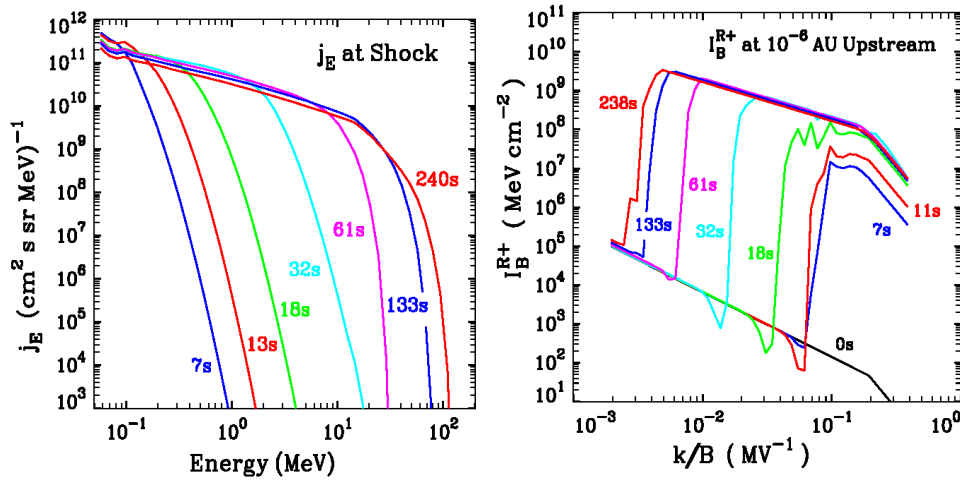 j_E at Shock
10^12
10^11
10^10
10^9
10^8
10^7
10^6
10^5
10^4
10^3
j_E (cm^2 s sr MeV)^-1
240s
61s
32s
133s
18s
13s
7s
10^-1
10^0
10^1
10^2
Energy (MeV)
I_B^R+ at 10^-6 AU Upstream
10^11
10^10
10^9
10^8
10^7
10^6
10^5
10^4
10^3
10^2
10^1
I_B^R+ ( MeV cm^-2 )
238s
11s
133s
61s
32s
18s
7s
0s
10^-3
10^-2
10^-1
10^0
k/B ( MV^-1 )